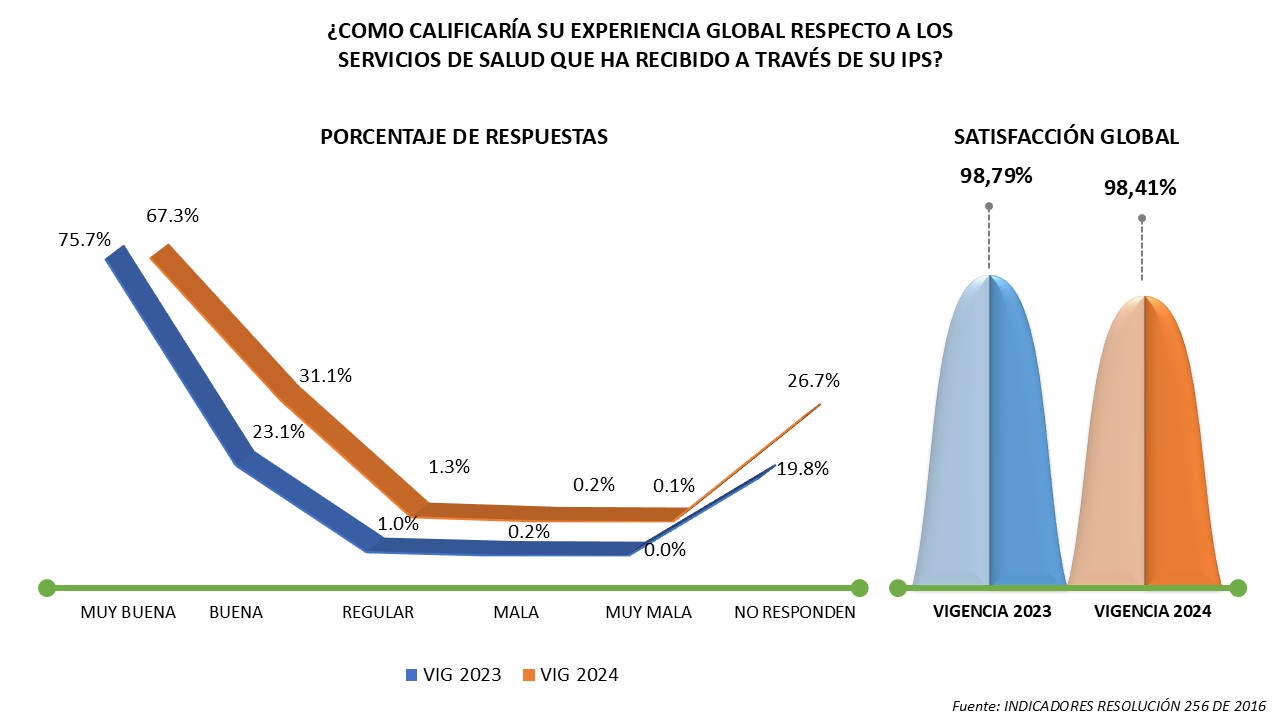 ¿COMO CALIFICARÍA SU EXPERIENCIA GLOBAL RESPECTO A LOS
SERVICIOS DE SALUD QUE HA RECIBIDO A TRAVÉS DE SU IPS?
PORCENTAJE DE RESPUESTAS
75.7%
67.3%
31.1%
23.1%
1.3%
1.0%
0.2%
0.2%
0.1%
0.0%
26.7%
19.8%
MUY BUENA
BUENA
REGULAR
MALA
MUY MALA
NO RESPONDEN
VIG 2023
VIG 2024
SATISFACCIÓN GLOBAL
98,79%
98,41%
VIGENCIA 2023
VIGENCIA 2024
Fuente: INDICADORES RESOLUCIÓN 256 DE 2016